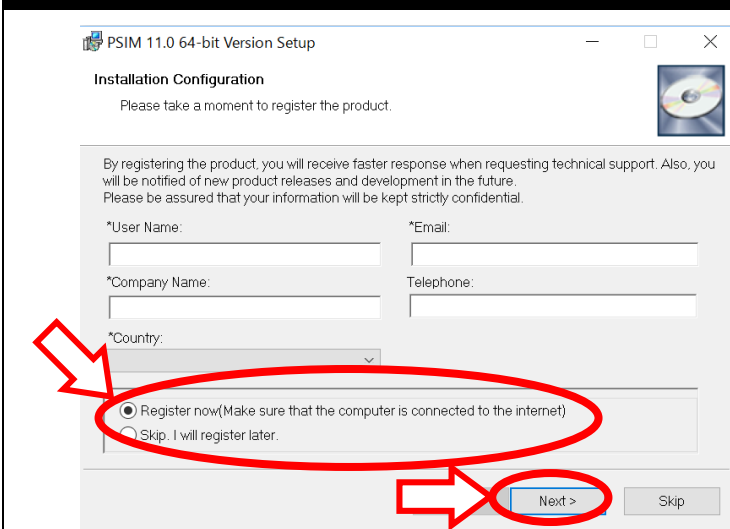 PSIM 11.0 64-bit Version Setup
Installation Configuration
Please take a moment to register the product.
By registering the product, you will receive faster response when requesting technical support. Also, you
will be notified of new product releases and development in the future.
Please be assured that your information will be kept strictly confidential.
*User Name:
*Email:
*Company Name:
Telephone:
*Country:
Register now(Make sure that the computer is connected to the internet)
Skip. I will register later.
Next >
Skip